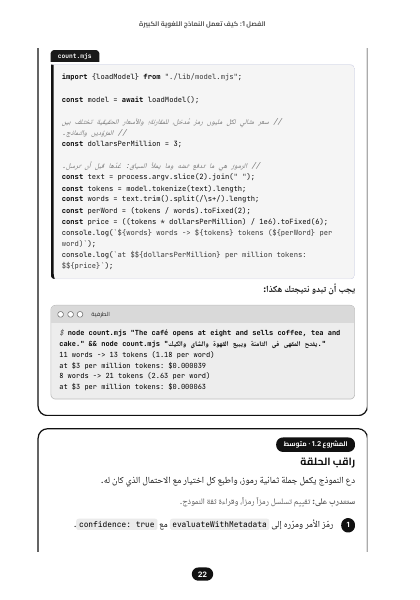 الفصل 1: كيف تعمل النماذج اللغوية الكبيرة
count.mjs
import {loadModel} from "./lib/model.mjs";
const model = await loadModel();
// سعر مثالي لكل مليون رمز مُدخل، للمقارنة، والأسعار الحقيقية تختلف بين
// المزوّدين والنماذج.
const dollarsPerMillion = 3;
// الرموز هي ما تدفع ثمنه وما يملأ السياق: عُدّها قبل أن ترسل.
const text = process.argv.slice(2).join(" ");
const tokens = model.tokenize(text).length;
const words = text.trim().split(/\s+/).length;
const perWord = (tokens / words).toFixed(2);
const price = ((tokens * dollarsPerMillion) / 1e6).toFixed(6);
console.log(`${words} words -> ${tokens} tokens (${perWord} per
word)`);
console.log(`at $${dollarsPerMillion} per million tokens:
$${price}`);
يجب أن تبدو نتيجتك هكذا:
الطرفية
$ node count.mjs "The café opens at eight and sells coffee, tea and
cake." && node count.mjs "يفتح المقهى في الثامنة ويبيع القهوة والشاي والكيك."
11 words -> 13 tokens (1.18 per word)
at $3 per million tokens: $0.000039
8 words -> 21 tokens (2.63 per word)
at $3 per million tokens: $0.000063
المشروع 1.2 · متوسط
راقب الحلقة
دع النموذج يكمل جملة ثمانية رموز، واطبع كل اختيار مع الاحتمال الذي كان له.
ستتدرب على: تقييم تسلسل رمزاً رمزاً، وقراءة ثقة النموذج.
1 رمّز الأمر ومرّره إلى evaluateWithMetadata مع confidence: true.
22